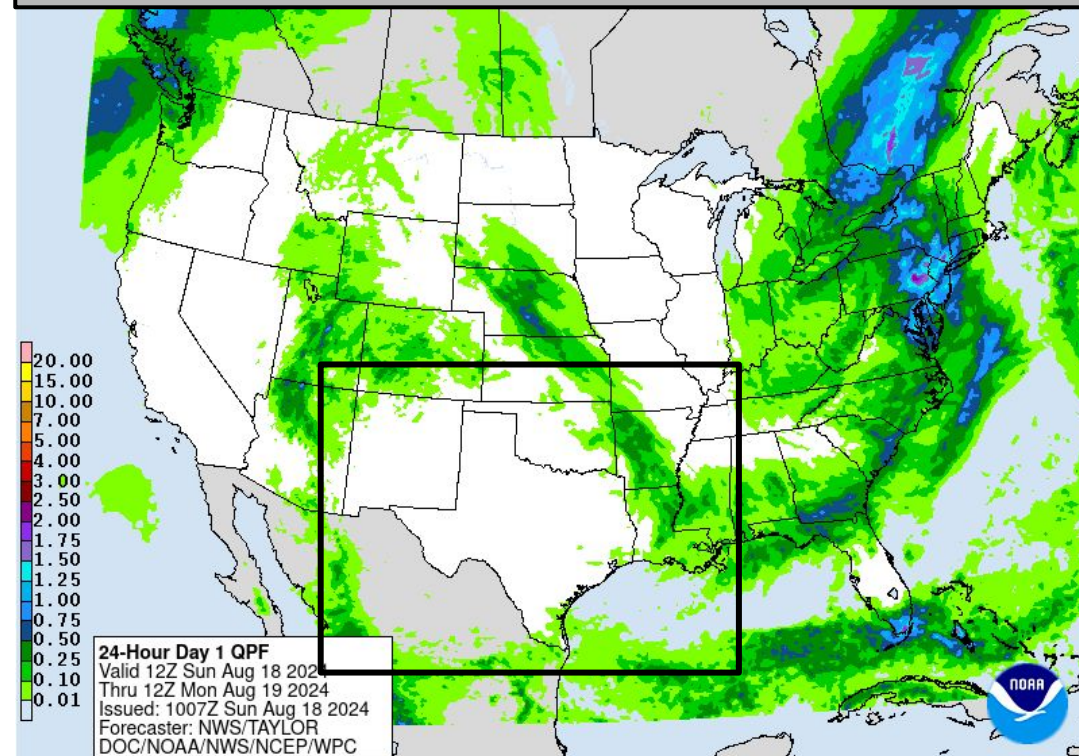 20.00
15.00
10.00
7.00
5.00
4.00
3.00
2.50
2.00
1.75
1.50
1.25
1.00
0.75
0.50
0.25
0.10
0.01
24-Hour Day 1 QPF
Valid 12Z Sun Aug 18 2024
Thru 12Z Mon Aug 19 2024
Issued: 1007Z Sun Aug 18 2024
Forecaster: NWS/TAYLOR
DOC/NOAA/NWS/NCEP/WPC
NOAA